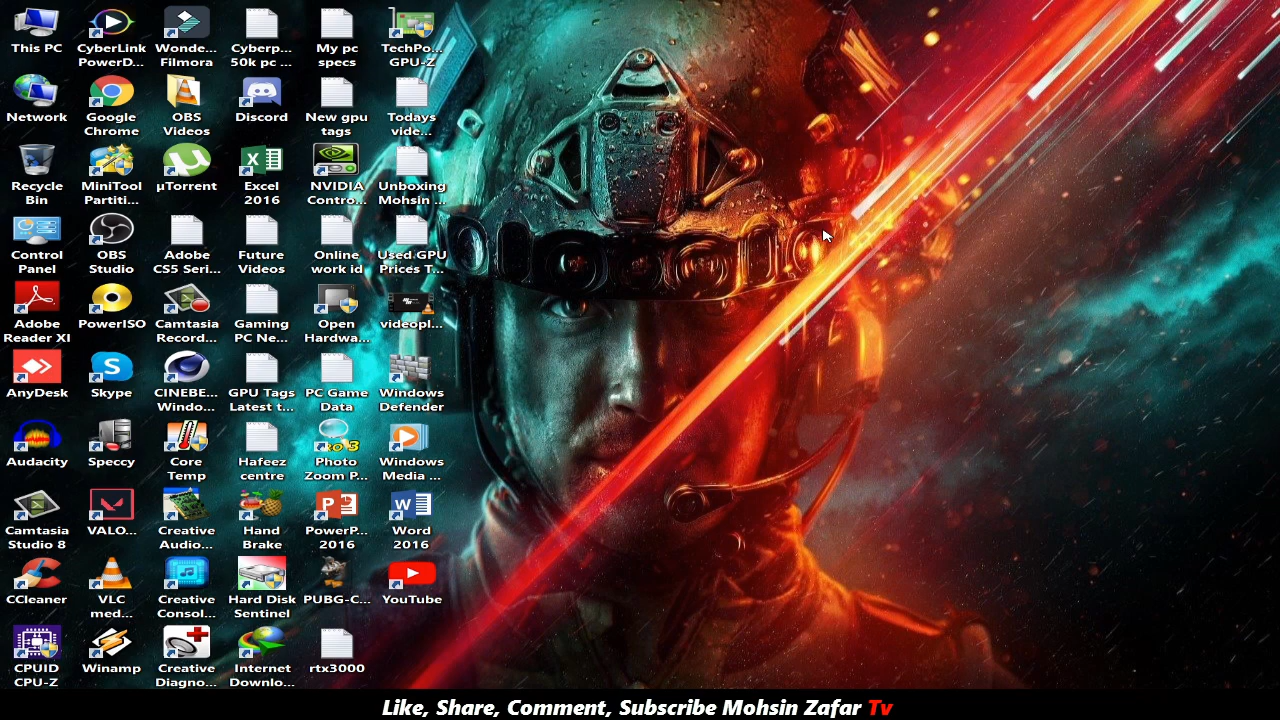 This PC
CyberLink
PowerD...
Wonde...
Filmora
Cyberp...
50k pc ...
My pc
specs
TechPo...
GPU-Z
Network
Google
Chrome
OBS
Videos
Discord
New gpu
tags
Todays
vide...
Recycle
Bin
MiniTool
Partiti...
µTorrent
Excel
2016
NVIDIA
Contro...
Unboxing
Mohsin ...
Control
Panel
OBS
Studio
Adobe
CS5 Seri...
Future
Videos
Online
work id
Used GPU
Prices T...
Adobe
Reader XI
PowerISO
Camtasia
Record...
Gaming
PC Ne...
Open
Hardwa...
videopl...
AnyDesk
Skype
CINEBE...
Windo...
GPU Tags
Latest t...
PC Game
Data
Windows
Defender
Audacity
Speccy
Core
Temp
Hafeez
centre
Photo
Zoom P...
Windows
Media ...
Camtasia
Studio 8
VALO...
Creative
Audio...
Hand
Brake
PowerP...
2016
Word
2016
CCleaner
VLC
med...
Creative
Consol...
Hard Disk
Sentinel
PUBG-C...
YouTube
CPUID
CPU-Z
Winamp
Creative
Diagno...
Internet
Downlo...
rtx3000
Like, Share, Comment, Subscribe Mohsin Zafar Tv